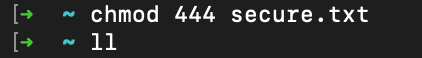 [➜ ~ chmod 444 secure.txt
[➜ ~ ll